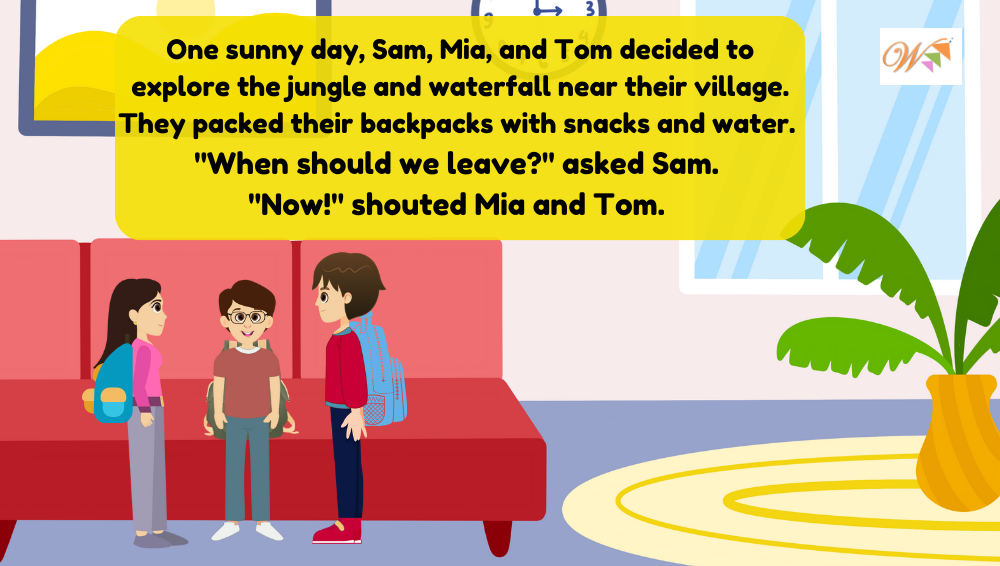 One sunny day, Sam, Mia, and Tom decided to
explore the jungle and waterfall near their village.
They packed their backpacks with snacks and water.
"When should we leave?" asked Sam.
"Now!" shouted Mia and Tom.
W
3